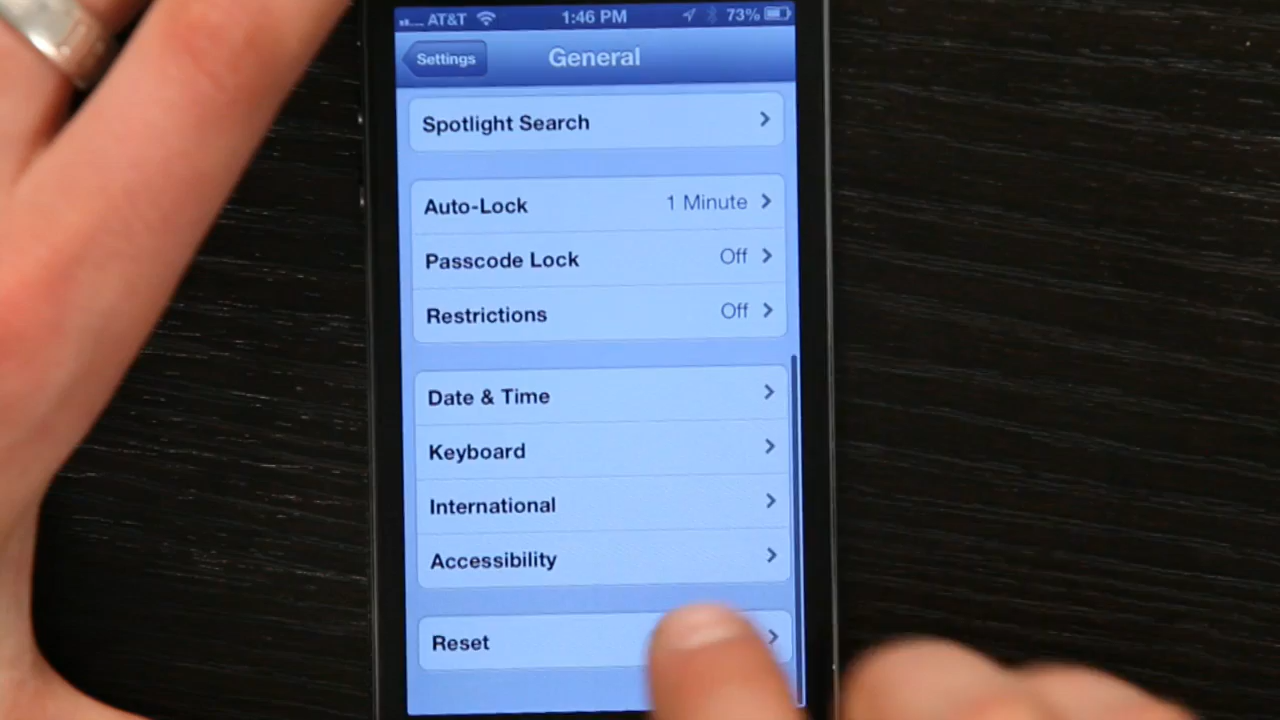 AT&T 1:46 PM 73%
Settings General
Spotlight Search
Auto-Lock 1 Minute
Passcode Lock Off
Restrictions Off
Date & Time
Keyboard
International
Accessibility
Reset